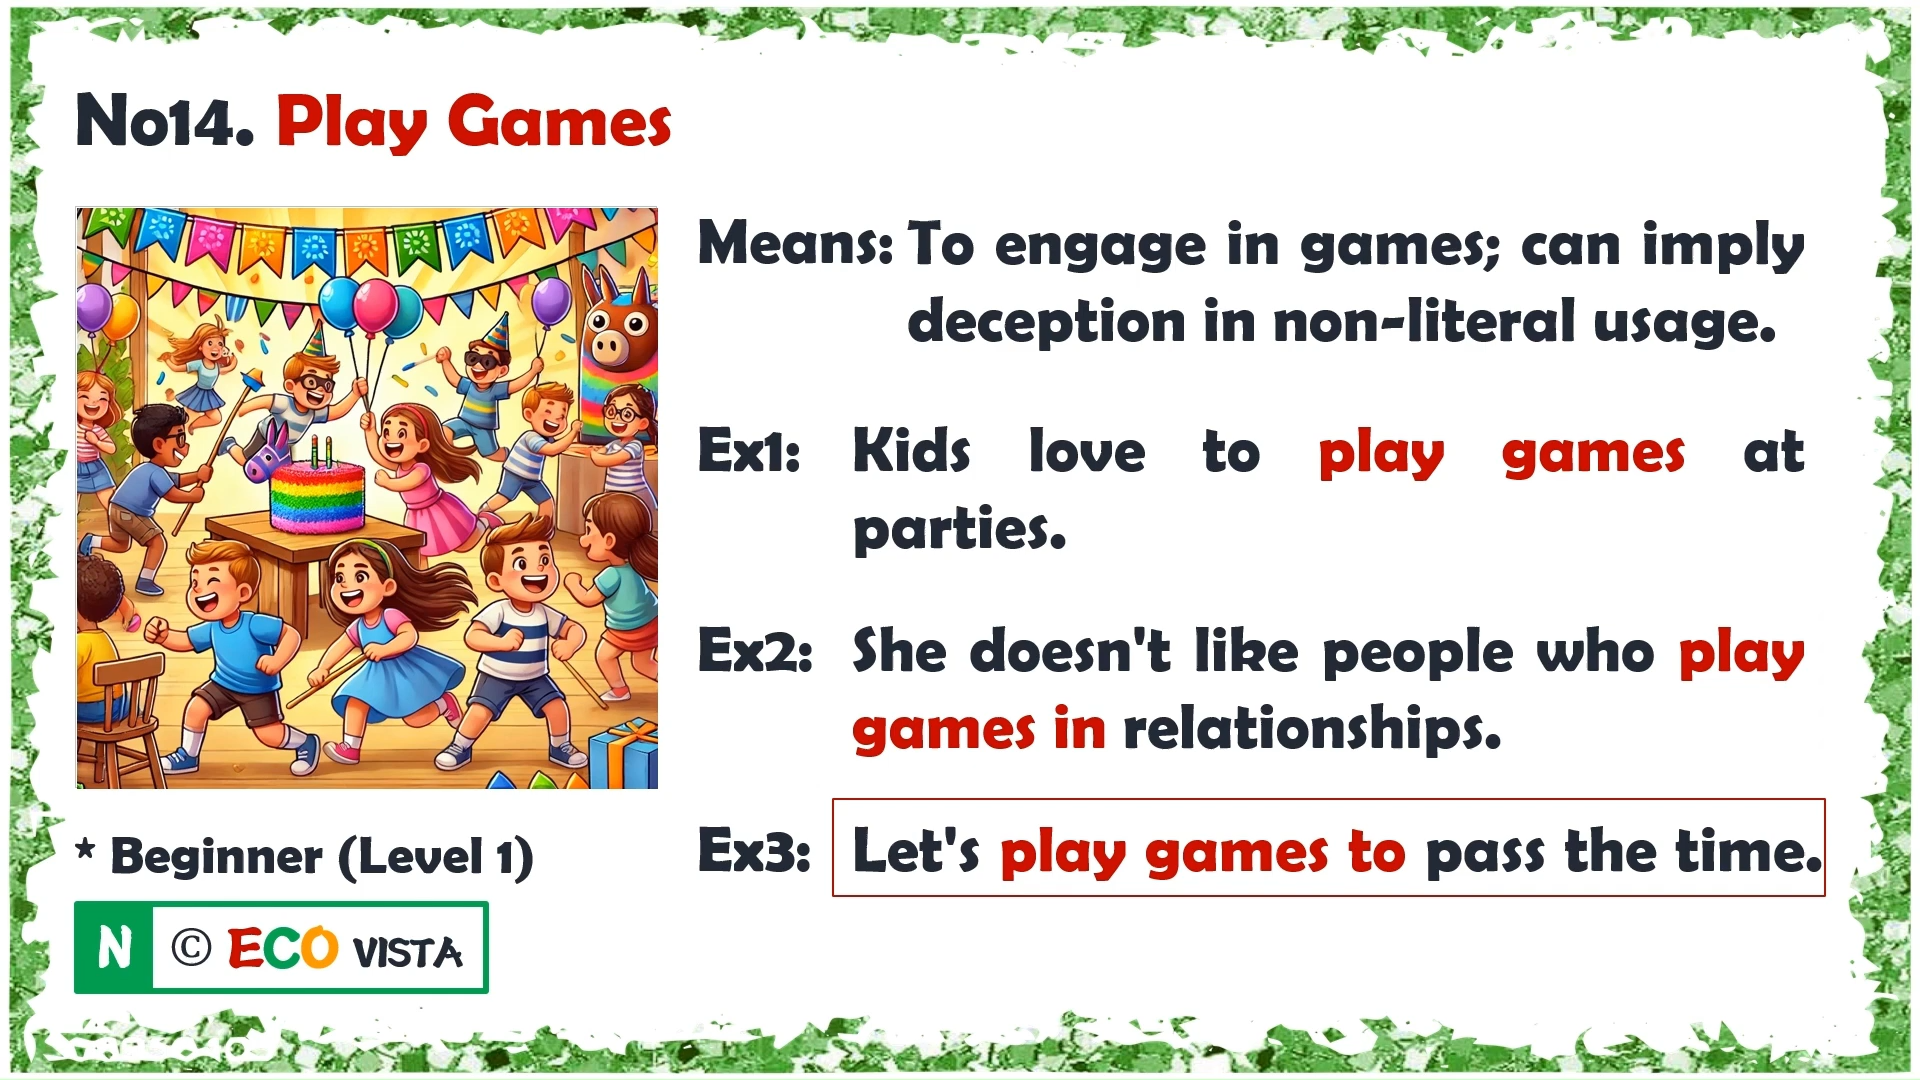 No14. Play Games
Means: To engage in games; can imply
deception in non-literal usage.
Ex1: Kids love to play games at
parties.
Ex2: She doesn't like people who play
games in relationships.
Ex3: Let's play games to pass the time.
* Beginner (Level 1)
N © ECO VISTA